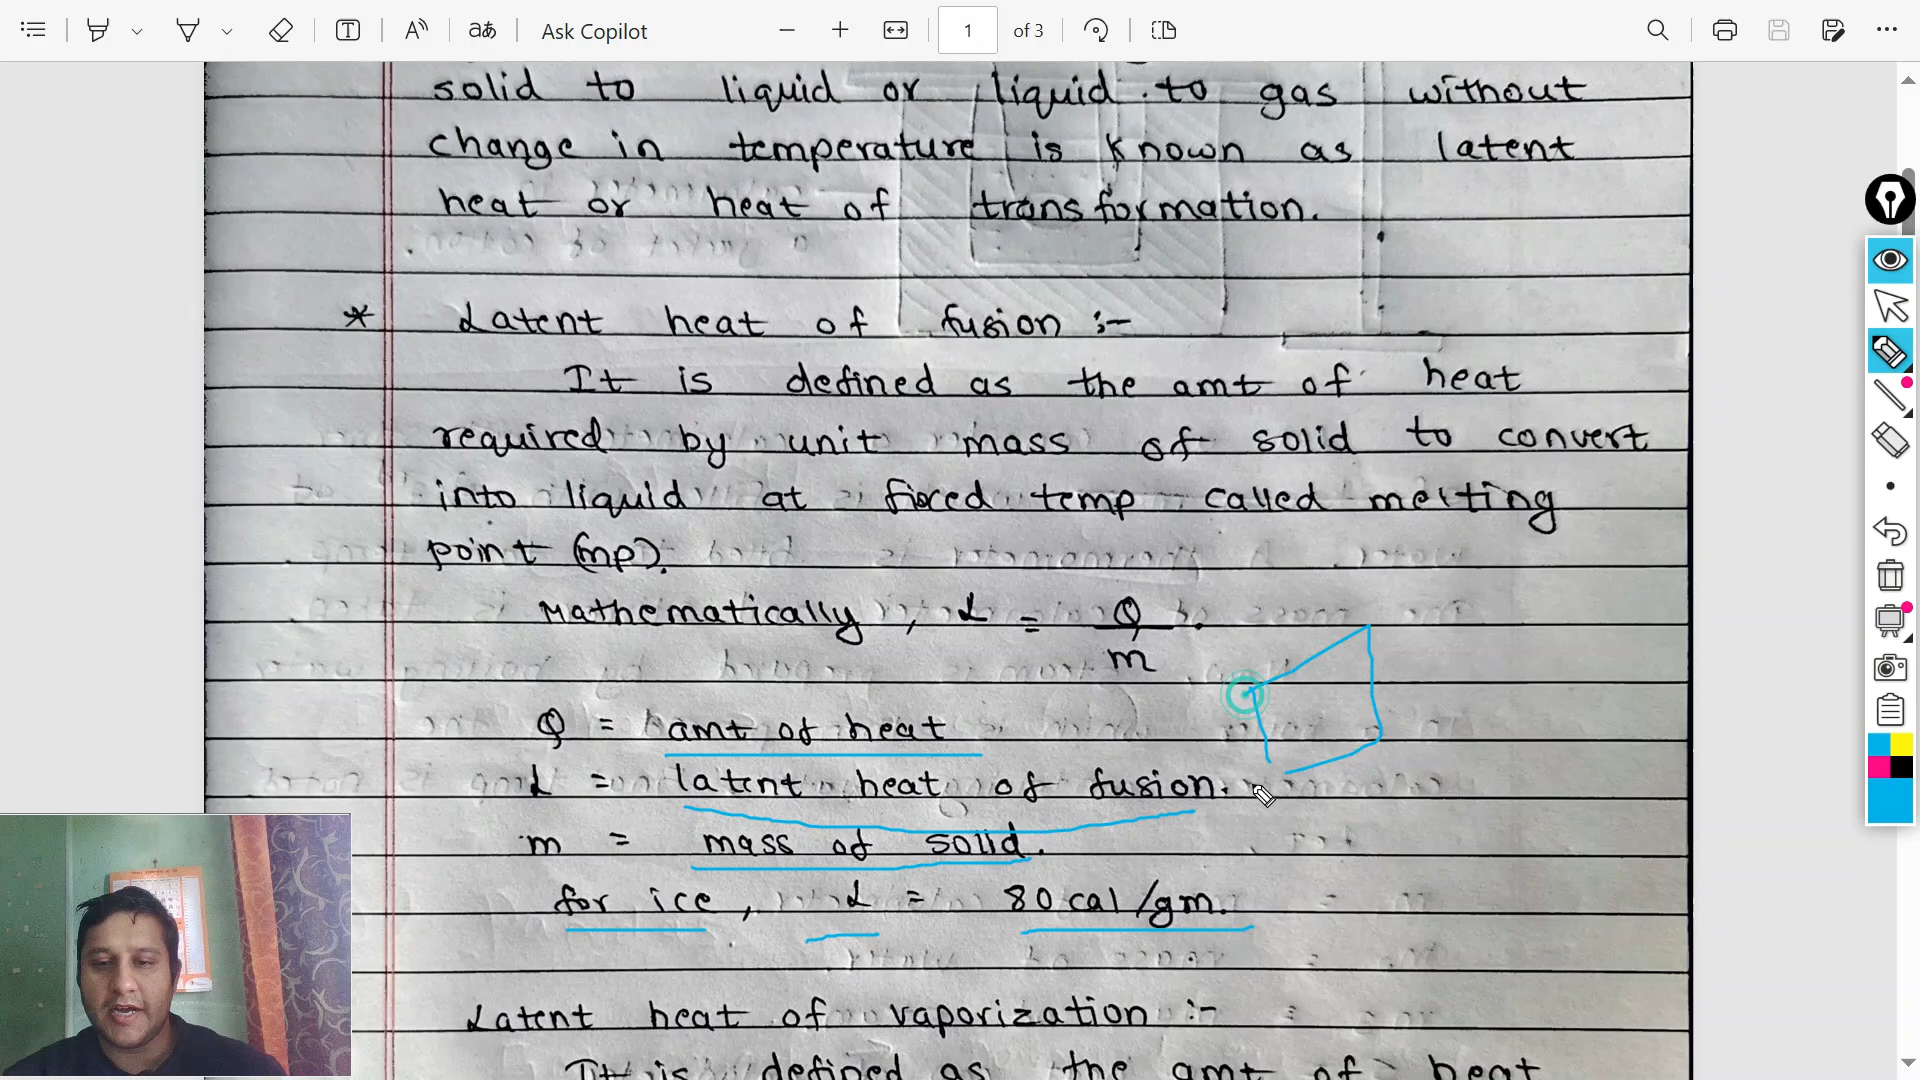 Ask Copilot
1 of 3
solid to liquid or liquid to gas without
change in temperature is known as latent
heat or heat of transformation.
* Latent heat of fusion :-
It is defined as the amt of heat
required by unit mass of solid to convert
into liquid at fixed temp called melting
point (mp).
Mathematically, L = Q/m.
Q = amt of heat
L = latent heat of fusion.
m = mass of solid.
for ice, L = 80 cal/gm.
Latent heat of vaporization :-
It is defined as the amt of heat